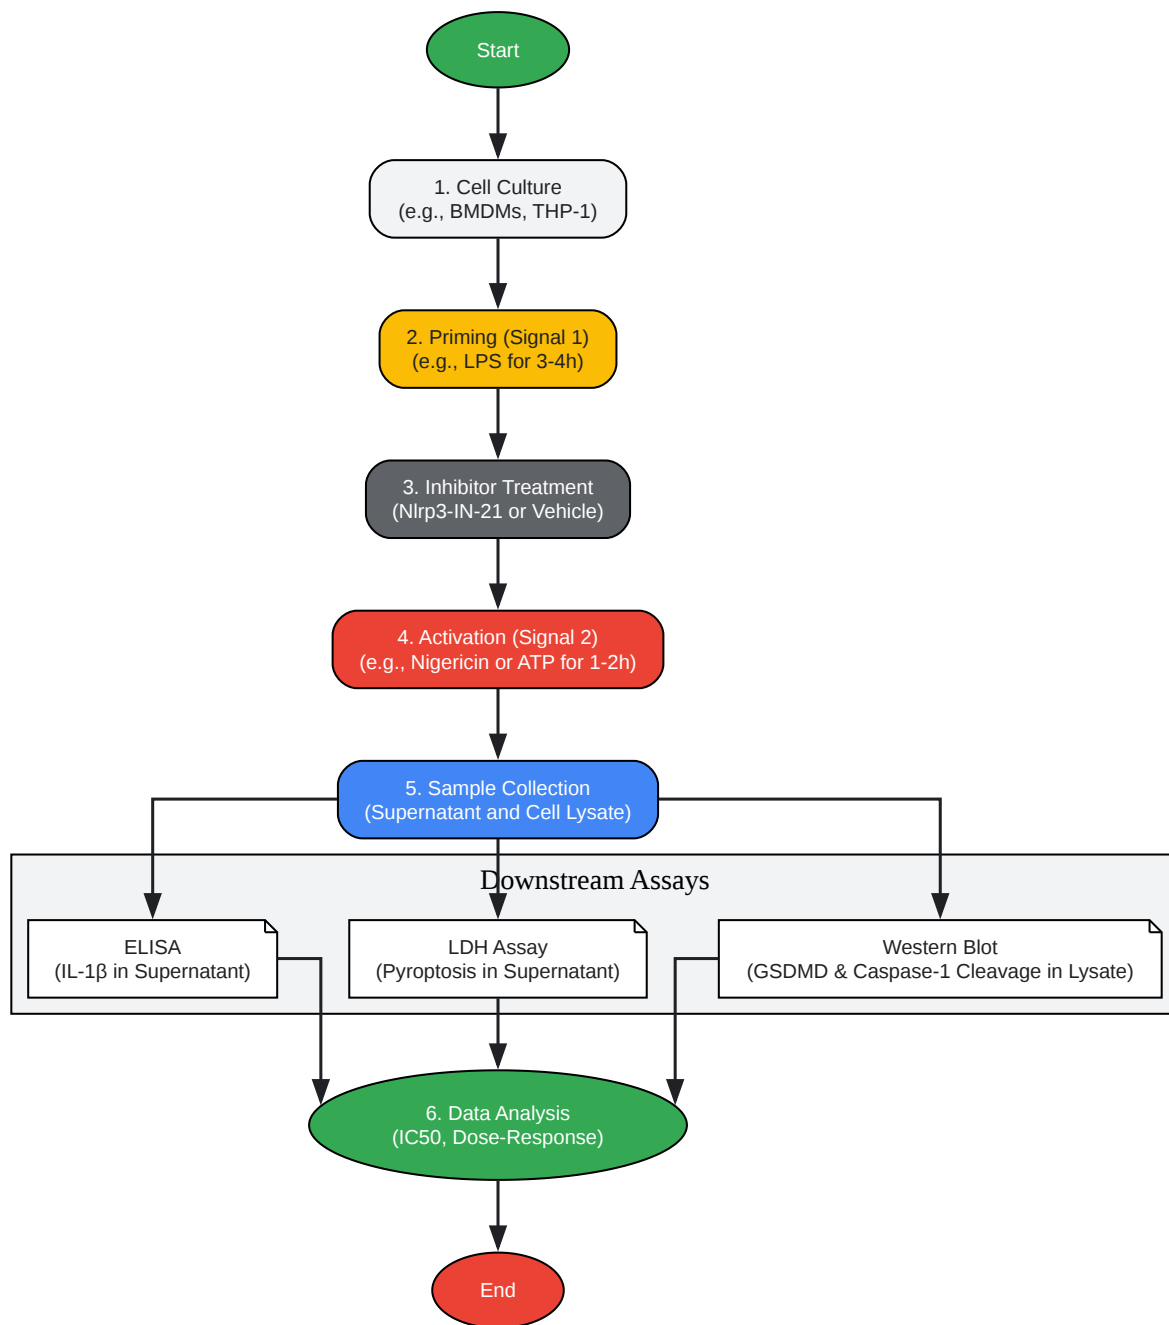 Start
1. Cell Culture
(e.g., BMDMs, THP-1)
2. Priming (Signal 1)
(e.g., LPS for 3-4h)
3. Inhibitor Treatment
(Nlrp3-IN-21 or Vehicle)
4. Activation (Signal 2)
(e.g., Nigericin or ATP for 1-2h)
5. Sample Collection
(Supernatant and Cell Lysate)
Downstream Assays
ELISA
(IL-1β in Supernatant)
LDH Assay
(Pyroptosis in Supernatant)
Western Blot
(GSDMD & Caspase-1 Cleavage in Lysate)
6. Data Analysis
(IC50, Dose-Response)
End